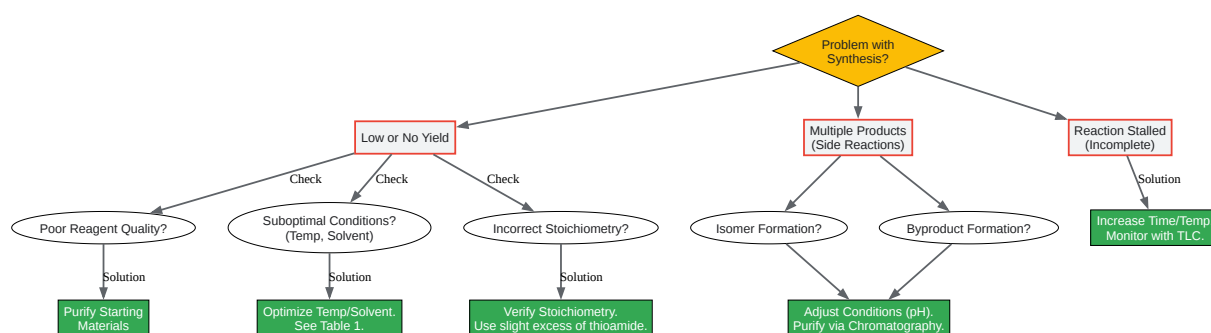 Problem with
Synthesis?
Low or No Yield
Multiple Products
(Side Reactions)
Reaction Stalled
(Incomplete)
Check
Check
Check
Solution
Poor Reagent Quality?
Suboptimal Conditions?
(Temp, Solvent)
Incorrect Stoichiometry?
Isomer Formation?
Byproduct Formation?
Increase Time/Temp
Monitor with TLC.
Solution
Solution
Solution
Purify Starting
Materials
Optimize Temp/Solvent.
See Table 1.
Verify Stoichiometry.
Use slight excess of thioamide.
Adjust Conditions (pH).
Purify via Chromatography.